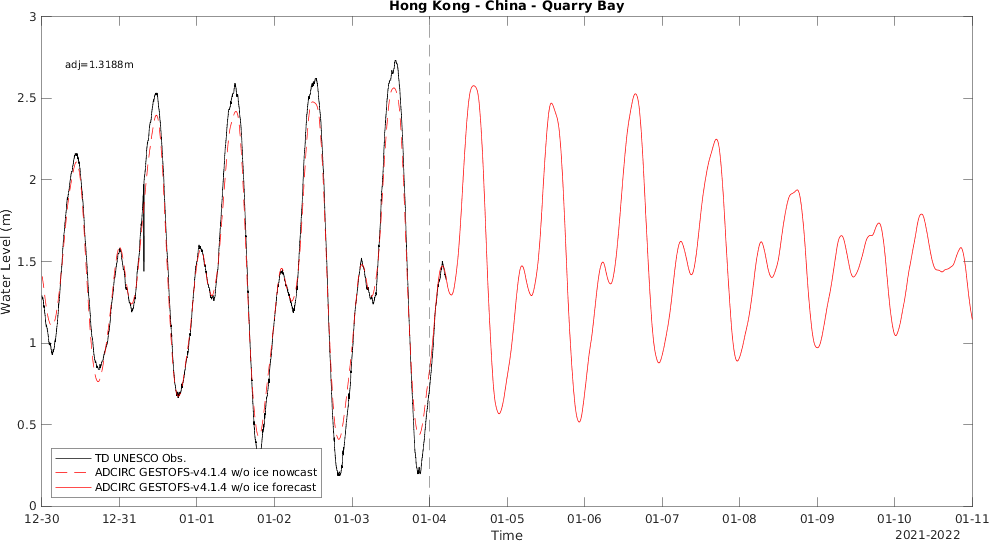 Hong Kong - China - Quarry Bay
adj=1.3188m
Water Level (m)
3
2.5
2
1.5
1
0.5
0
TD UNESCO Obs.
ADCIRC GESTOFS-v4.1.4 w/o ice nowcast
ADCIRC GESTOFS-v4.1.4 w/o ice forecast
12-30 12-31 01-01 01-02 01-03 01-04 01-05 01-06 01-07 01-08 01-09 01-10 01-11
Time
2021-2022